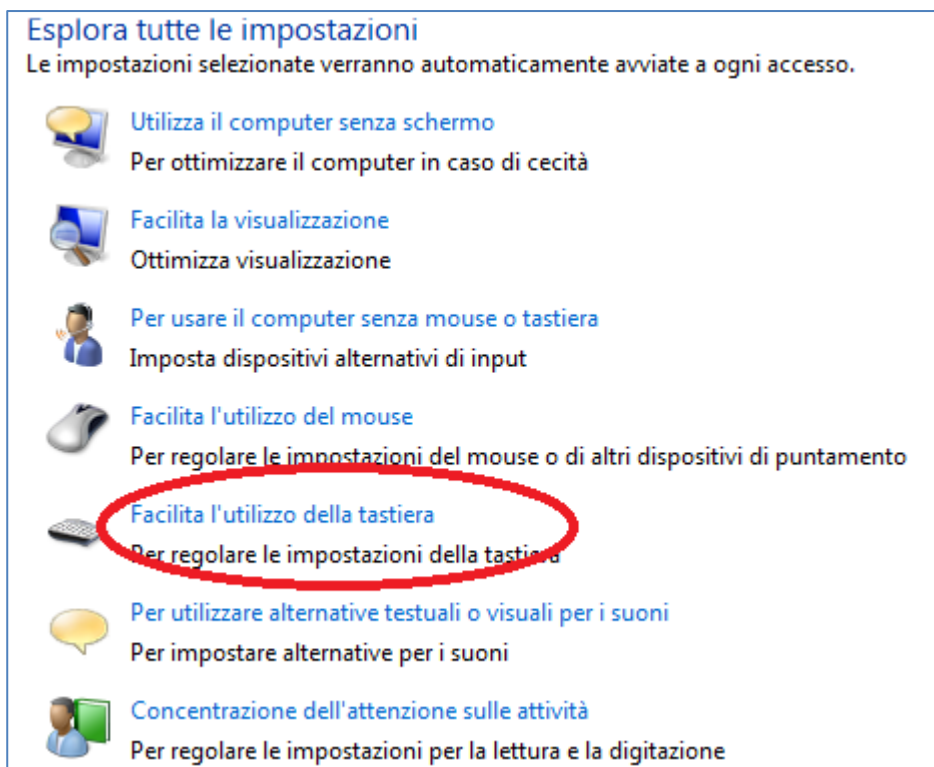 Esplora tutte le impostazioni
Le impostazioni selezionate verranno automaticamente avviate a ogni accesso.
Utilizza il computer senza schermo
Per ottimizzare il computer in caso di cecità
Facilita la visualizzazione
Ottimizza visualizzazione
Per usare il computer senza mouse o tastiera
Imposta dispositivi alternativi di input
Facilita l'utilizzo del mouse
Per regolare le impostazioni del mouse o di altri dispositivi di puntamento
Facilita l'utilizzo della tastiera
Per regolare le impostazioni della tastiera
Per utilizzare alternative testuali o visuali per i suoni
Per impostare alternative per i suoni
Concentrazione dell'attenzione sulle attività
Per regolare le impostazioni per la lettura e la digitazione